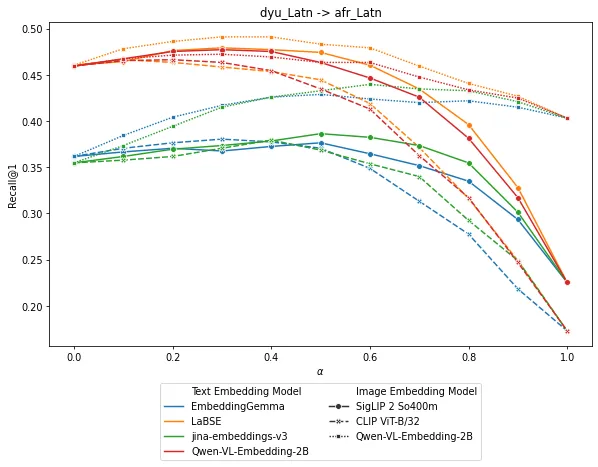 dyu_Latn -> afr_Latn
Recall@1
0.50
0.45
0.40
0.35
0.30
0.25
0.20
0.0 0.2 0.4 0.6 0.8 1.0
α
Text Embedding Model Image Embedding Model
EmbeddingGemma SigLIP 2 So400m
LaBSE CLIP ViT-B/32
jina-embeddings-v3 Qwen-VL-Embedding-2B
Qwen-VL-Embedding-2B